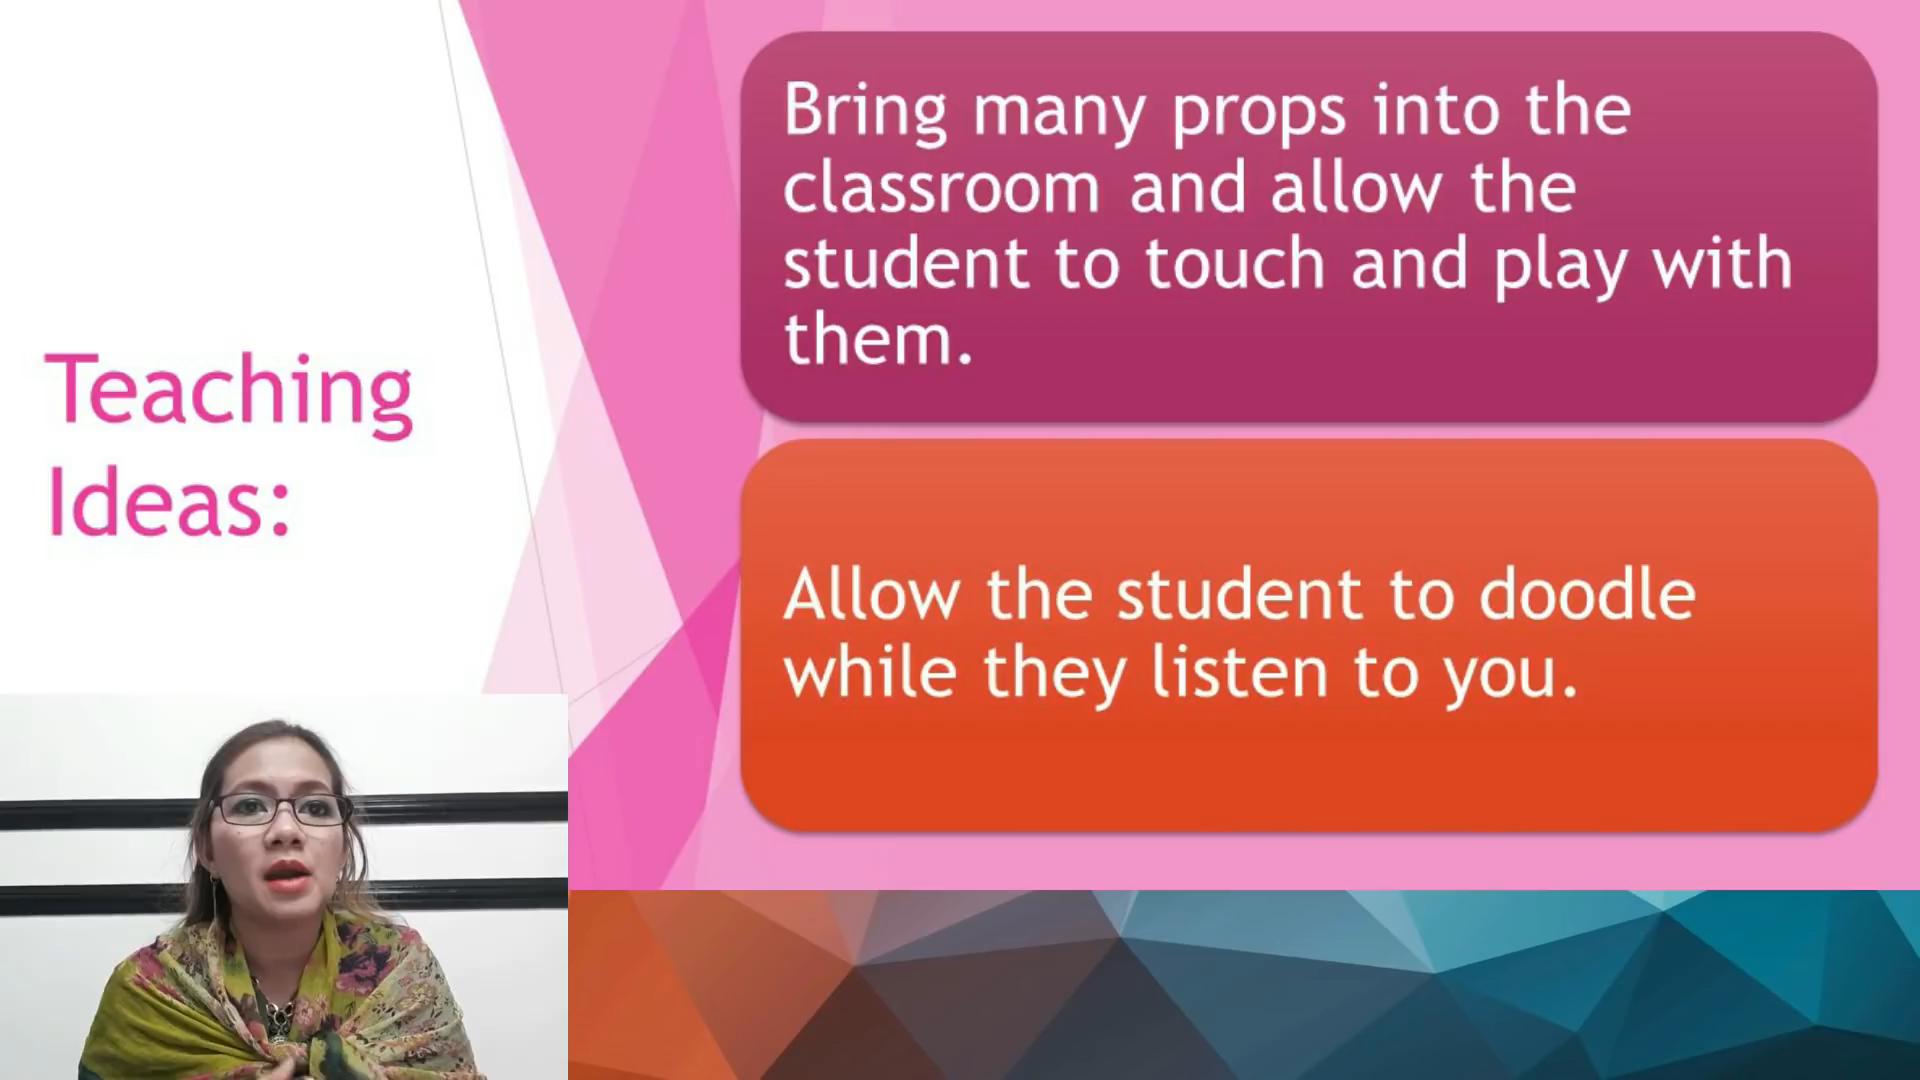 Teaching
Ideas:
Bring many props into the
classroom and allow the
student to touch and play with
them.
Allow the student to doodle
while they listen to you.